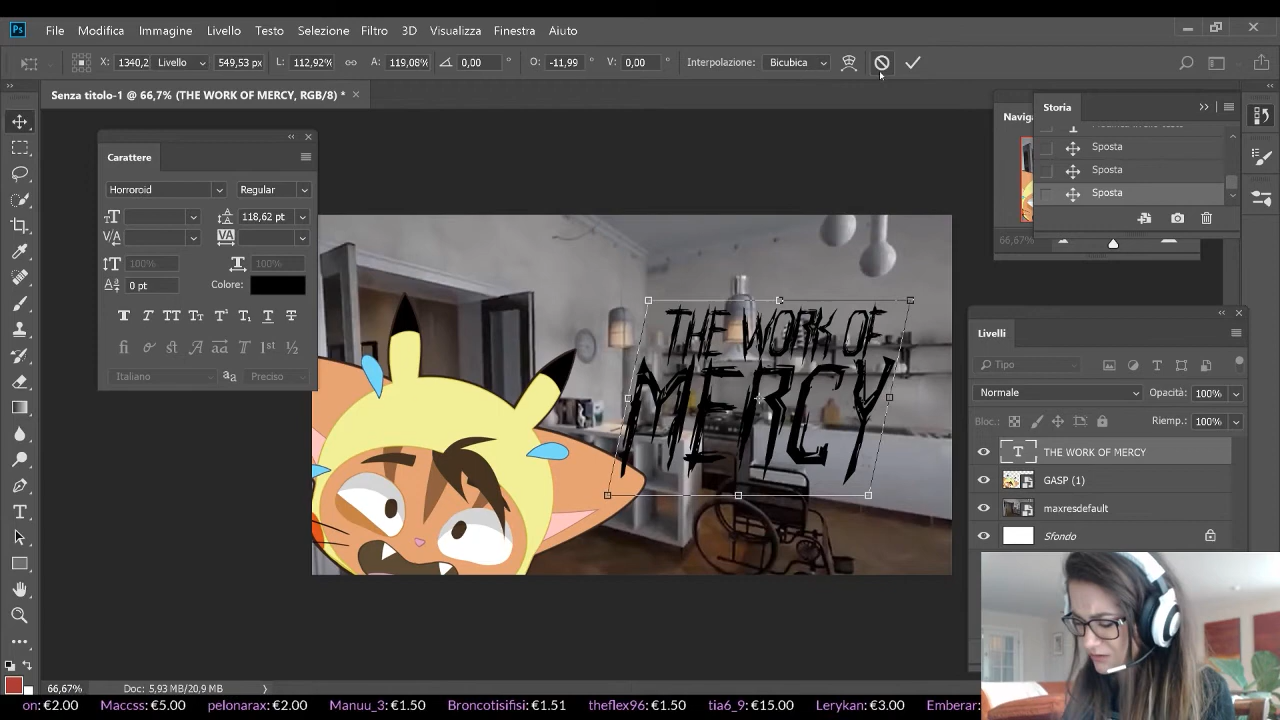 Ps File Modifica Immagine Livello Testo Selezione Filtro 3D Visualizza Finestra Aiuto
X: 1340,2 Livello 549,53 px L: 112,92% A: 119,08% 0,00 ° O: -11,99 ° V: 0,00 ° Interpolazione: Bicubica
Senza titolo-1 @ 66,7% (THE WORK OF MERCY, RGB/8) *
Storia
Naviga
Carattere
Sposta
Sposta
Sposta
Horroroid Regular
118,62 pt
66,67%
100% 100%
0 pt Colore:
THE WORK OF
MERCY
Italiano Preciso
Livelli
Tipo
Normale Opacità: 100%
Bloc.: Riemp.: 100%
THE WORK OF MERCY
GASP (1)
maxresdefault
Sfondo
66,67% Doc: 5,93 MB/20,9 MB
on: €2.00 Maccss: €5.00 pelonarax: €2.00 Manuu_3: €1.50 Broncotisifisi: €1.51 theflex96: €1.50 tia6_9: €15.00 Lerykan: €3.00 Emberar: